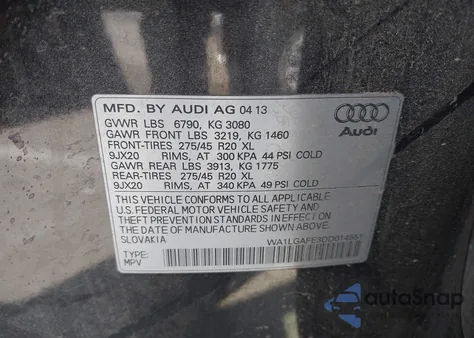 MFD. BY AUDI AG 04 13
GVWR LBS 6790, KG 3080
GAWR FRONT LBS 3219, KG 1460
FRONT-TIRES 275/45 R20 XL
9JX20 RIMS, AT 300 KPA 44 PSI COLD
GAWR REAR LBS 3913, KG 1775
REAR-TIRES 275/45 R20 XL
9JX20 RIMS, AT 340 KPA 49 PSI COLD
Audi
THIS VEHICLE CONFORMS TO ALL APPLICABLE
U.S. FEDERAL MOTOR VEHICLE SAFETY AND
THEFT PREVENTION STANDARDS IN EFFECT ON
THE DATE OF MANUFACTURE SHOWN ABOVE.
SLOVAKIA
TYPE:
MPV
autoSnap